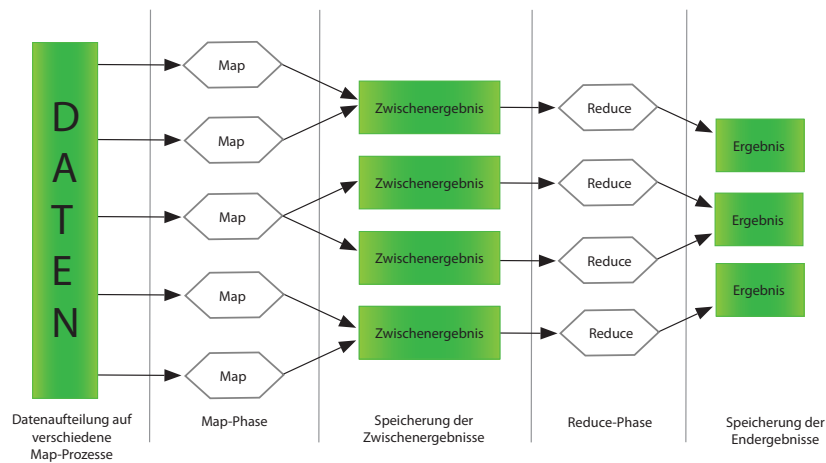 DATEN
Map
Map
Map
Map
Map
Zwischenergebnis
Zwischenergebnis
Zwischenergebnis
Zwischenergebnis
Reduce
Reduce
Reduce
Reduce
Ergebnis
Ergebnis
Ergebnis
Datenaufteilung auf
verschiedene
Map-Prozesse
Map-Phase
Speicherung der
Zwischenergebnisse
Reduce-Phase
Speicherung der
Endergebnisse